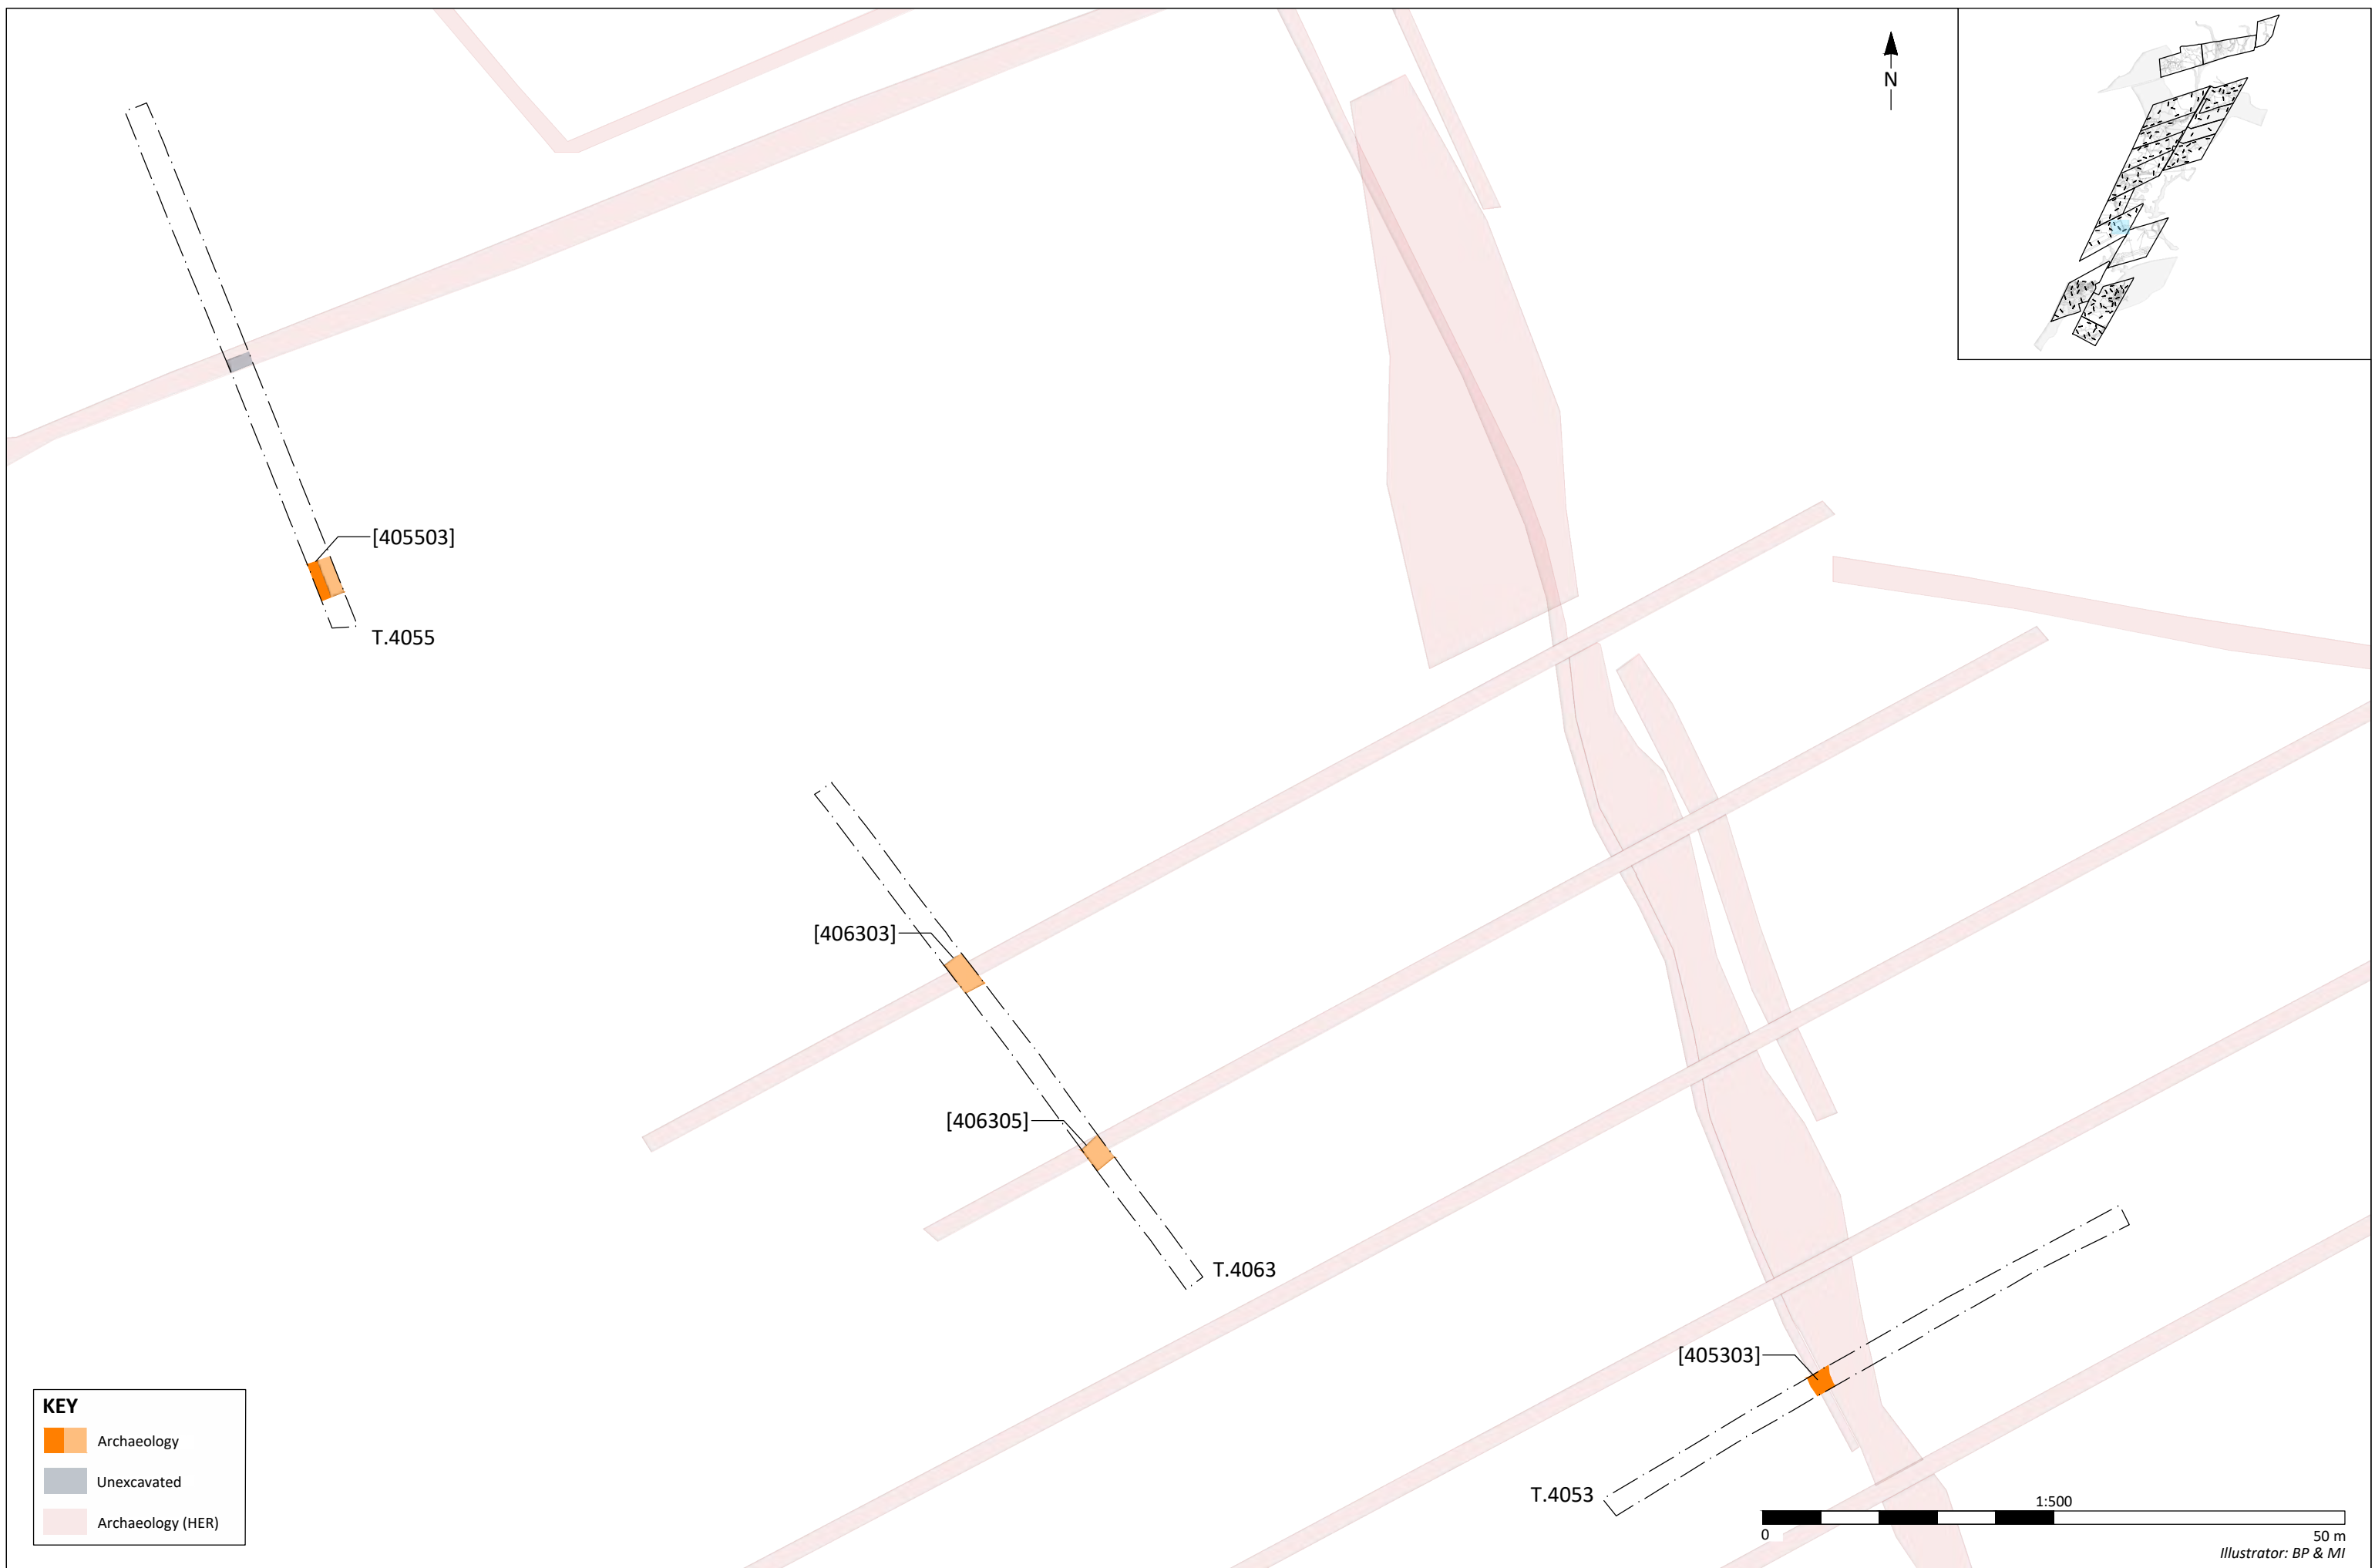 N
[405503]
T.4055
[406303]
[406305]
T.4063
[405303]
T.4053
KEY
Archaeology
Unexcavated
Archaeology (HER)
1:500
0
50 m
Illustrator: BP & MI